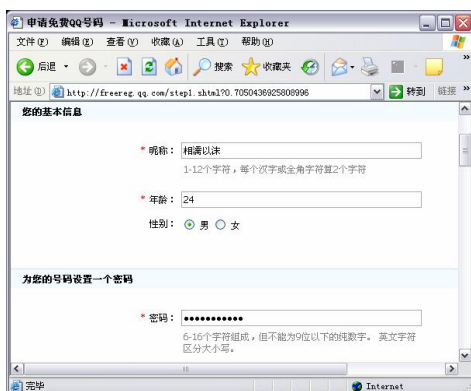 申请免费QQ号码 - Microsoft Internet Explorer
文件(F) 编辑(E) 查看(V) 收藏(A) 工具(T) 帮助(H)
后退 搜索 收藏夹
地址(D) http://freereg.qq.com/step1.shtml?0.7050436925808996 转到 链接 »
您的基本信息
* 昵称： 相濡以沫
1-12个字符，每个汉字或全角字符算2个字符
* 年龄： 24
性别： 男 女
为您的号码设置一个密码
* 密码： ●●●●●●●●●●●
6-16个字符组成，但不能为9位以下的纯数字。 英文字符
区分大小写。
完毕 Internet